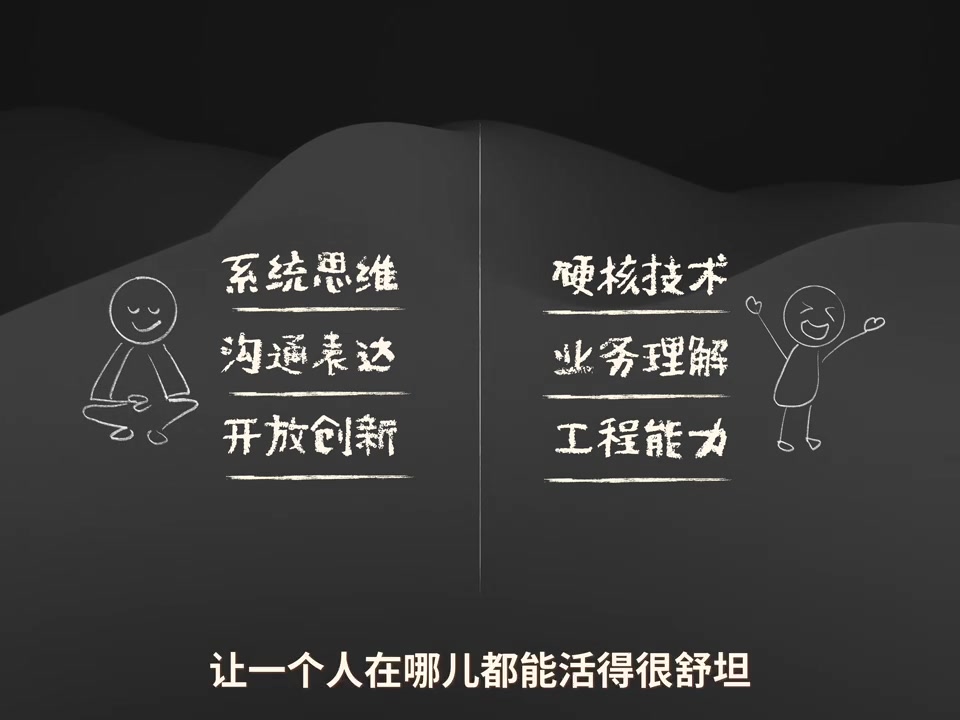 系统思维
沟通表达
开放创新
硬核技术
业务理解
工程能力
让一个人在哪儿都能活得很舒坦